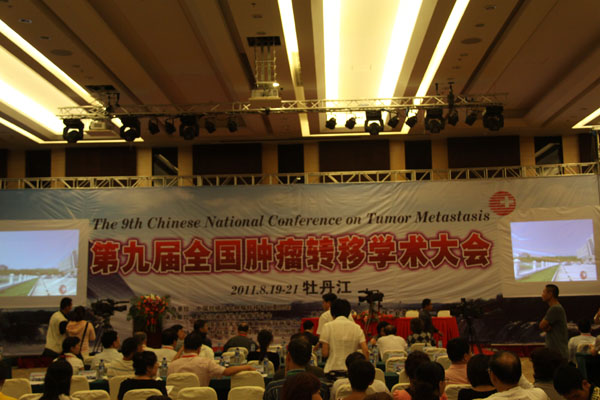 The 9th Chinese National Conference on Tumor Metastasis
第九届全国肿瘤转移学术大会
2011.8.19-21 牡丹江